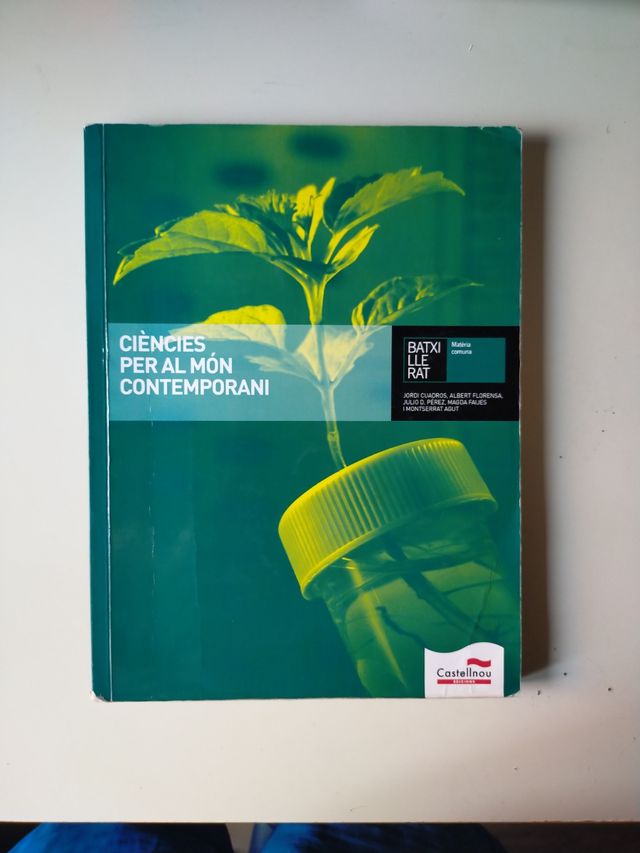 CIÈNCIES
PER AL MÓN
CONTEMPORANI
BATXI
LLE
RAT
Matèria
comuna
JORDI CUADROS, ALBERT FLORENSA,
JULIO D. PÉREZ, MAGDA FAIJES
I MONTSERRAT AGUT
Castellnou
EDICIONS